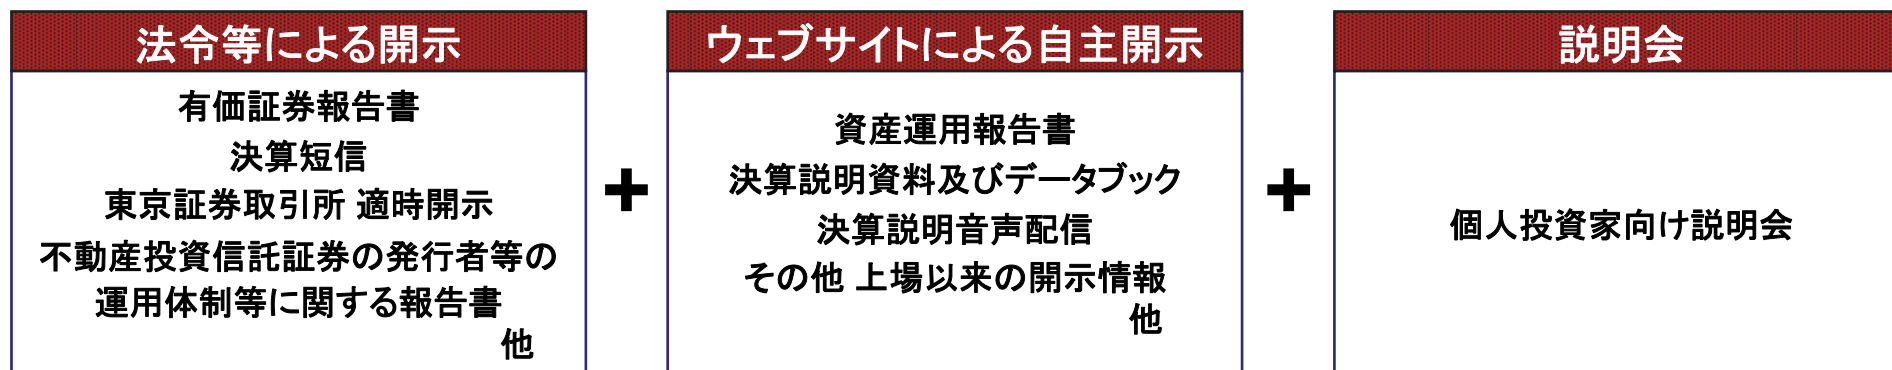 法令等による開示
有価証券報告書
決算短信
東京証券取引所 適時開示
不動産投資信託証券の発行者等の
運用体制等に関する報告書
他
+
ウェブサイトによる自主開示
資産運用報告書
決算説明資料及びデータブック
決算説明音声配信
その他 上場以来の開示情報
他
+
説明会
個人投資家向け説明会